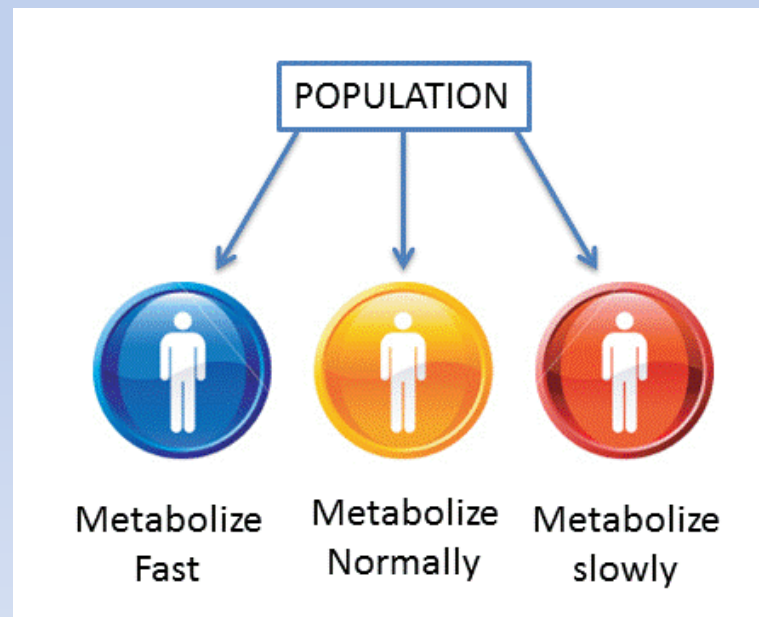 POPULATION
Metabolize
Fast
Metabolize
Normally
Metabolize
slowly